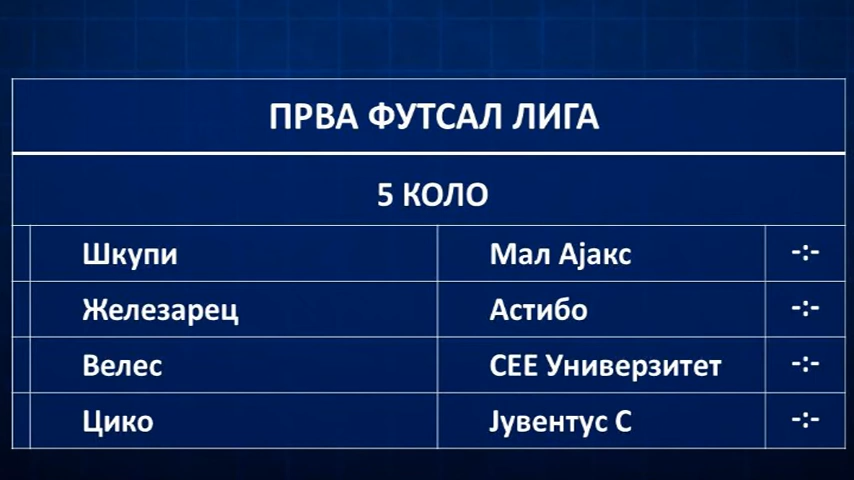 ПРВА ФУТСАЛ ЛИГА
5 КОЛО
Шкупи Мал Ајакс -:-
Железарец Астибо -:-
Велес СЕЕ Универзитет -:-
Цико Јувентус С -:-